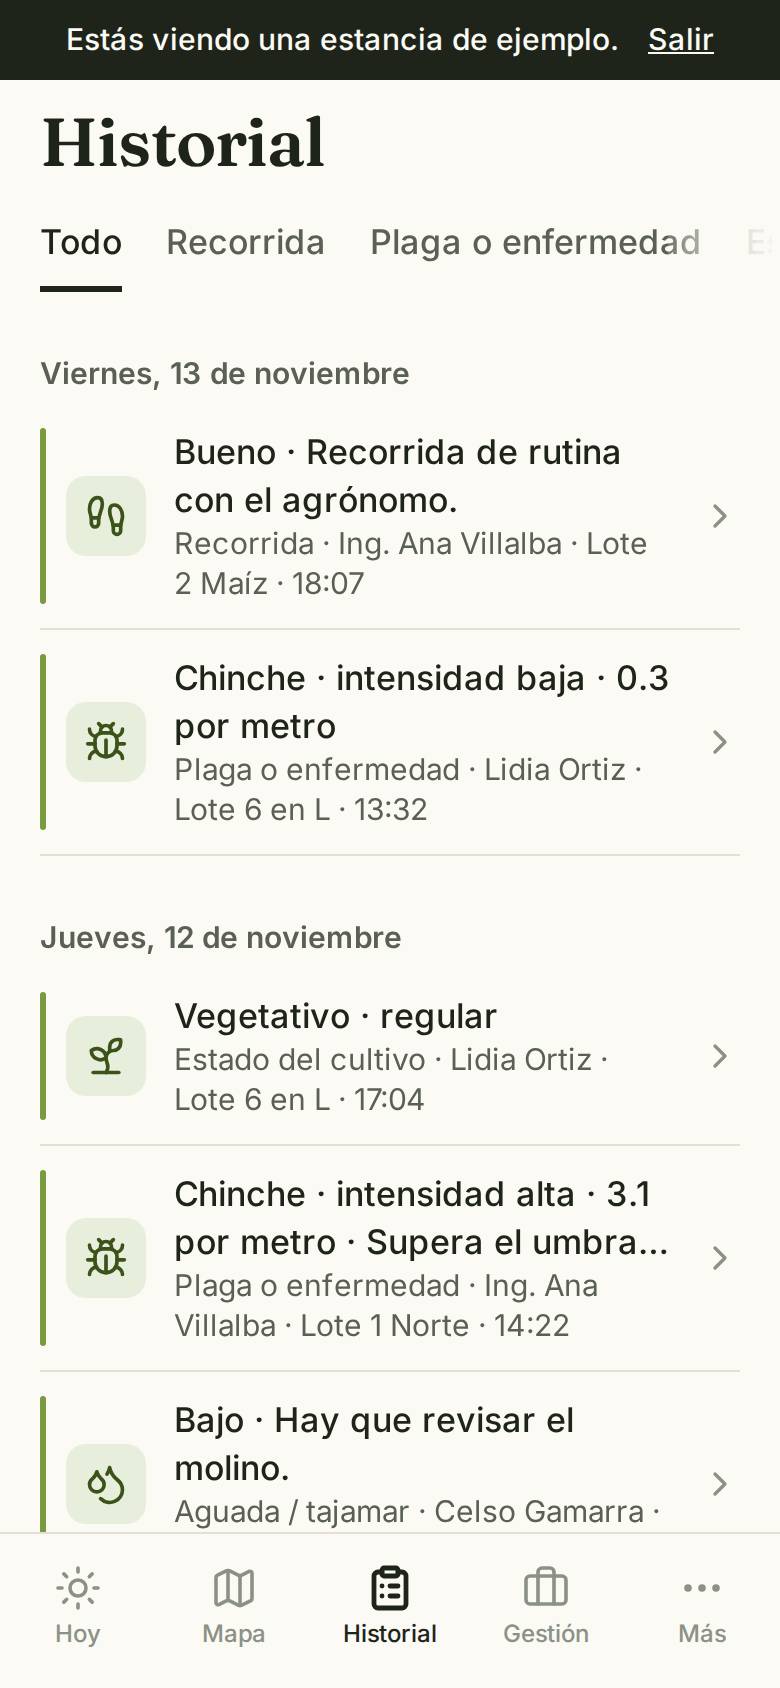 Estás viendo una estancia de ejemplo. Salir
Historial
Todo Recorrida Plaga o enfermedad
Viernes, 13 de noviembre
Bueno · Recorrida de rutina
con el agrónomo.
Recorrida · Ing. Ana Villalba · Lote
2 Maíz · 18:07
Chinche · intensidad baja · 0.3
por metro
Plaga o enfermedad · Lidia Ortiz ·
Lote 6 en L · 13:32
Jueves, 12 de noviembre
Vegetativo · regular
Estado del cultivo · Lidia Ortiz ·
Lote 6 en L · 17:04
Chinche · intensidad alta · 3.1
por metro · Supera el umbra...
Plaga o enfermedad · Ing. Ana
Villalba · Lote 1 Norte · 14:22
Bajo · Hay que revisar el
molino.
Aguada / tajamar · Celso Gamarra ·
Hoy Mapa Historial Gestión Más